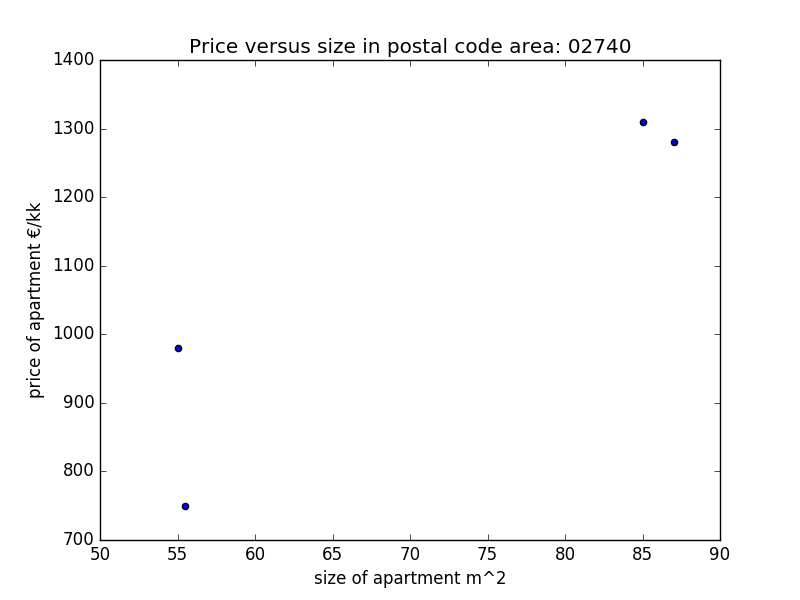 Price versus size in postal code area: 02740
1400
1300
1200
1100
1000
900
800
700
price of apartment €/kk
50 55 60 65 70 75 80 85 90
size of apartment m^2